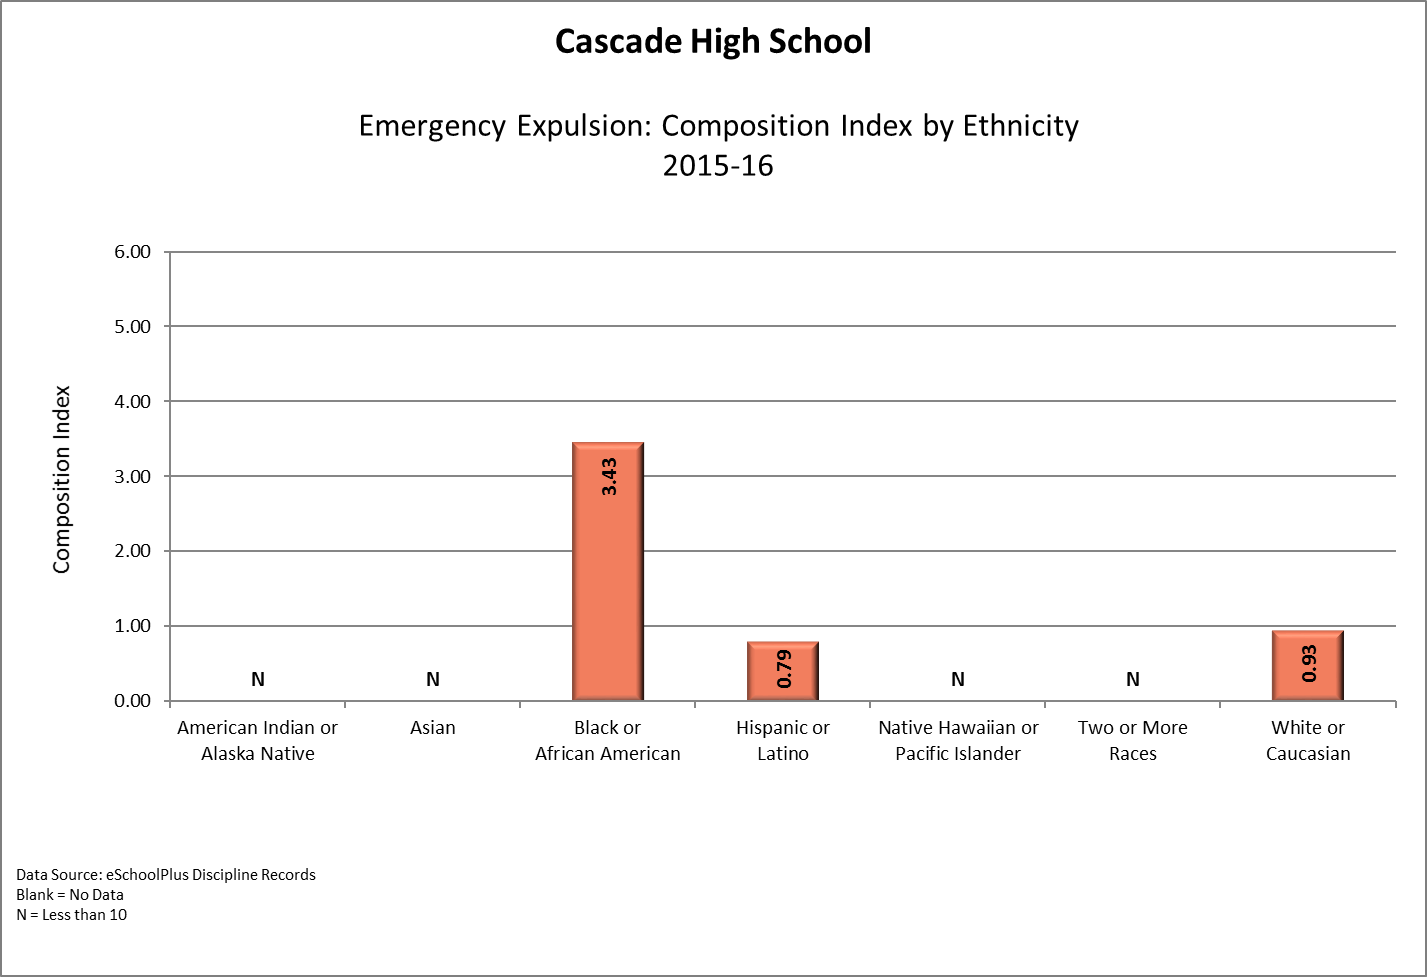 Cascade High School
Emergency Expulsion: Composition Index by Ethnicity
2015-16
Composition Index
6.00
5.00
4.00
3.00
2.00
1.00
0.00
N
N
3.43
0.79
N
N
0.93
American Indian or
Alaska Native
Asian
Black or
African American
Hispanic or
Latino
Native Hawaiian or
Pacific Islander
Two or More
Races
White or
Caucasian
Data Source: eSchoolPlus Discipline Records
Blank = No Data
N = Less than 10